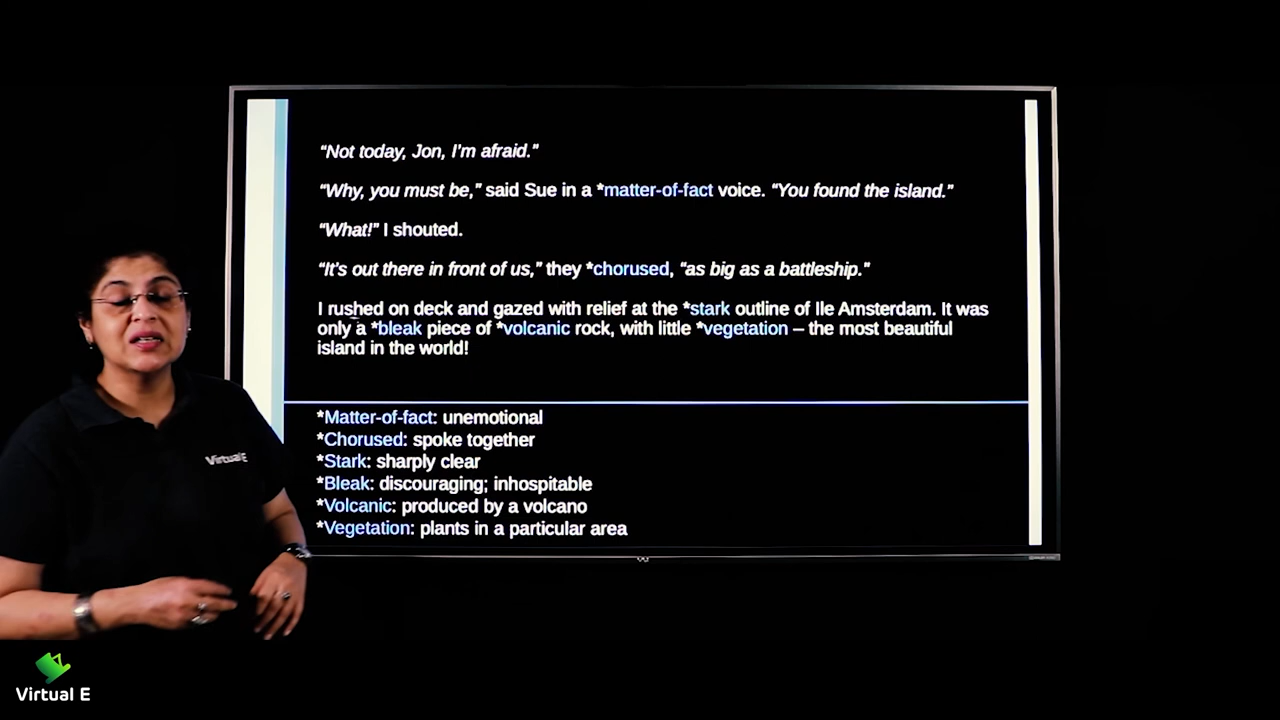 “Not today, Jon, I’m afraid.”
“Why, you must be,” said Sue in a *matter-of-fact voice. “You found the island.”
“What!” I shouted.
“It’s out there in front of us,” they *chorused, “as big as a battleship.”
I rushed on deck and gazed with relief at the *stark outline of Ile Amsterdam. It was
only a *bleak piece of *volcanic rock, with little *vegetation – the most beautiful
island in the world!
*Matter-of-fact: unemotional
*Chorused: spoke together
*Stark: sharply clear
*Bleak: discouraging; inhospitable
*Volcanic: produced by a volcano
*Vegetation: plants in a particular area
Virtual E
Virtual E